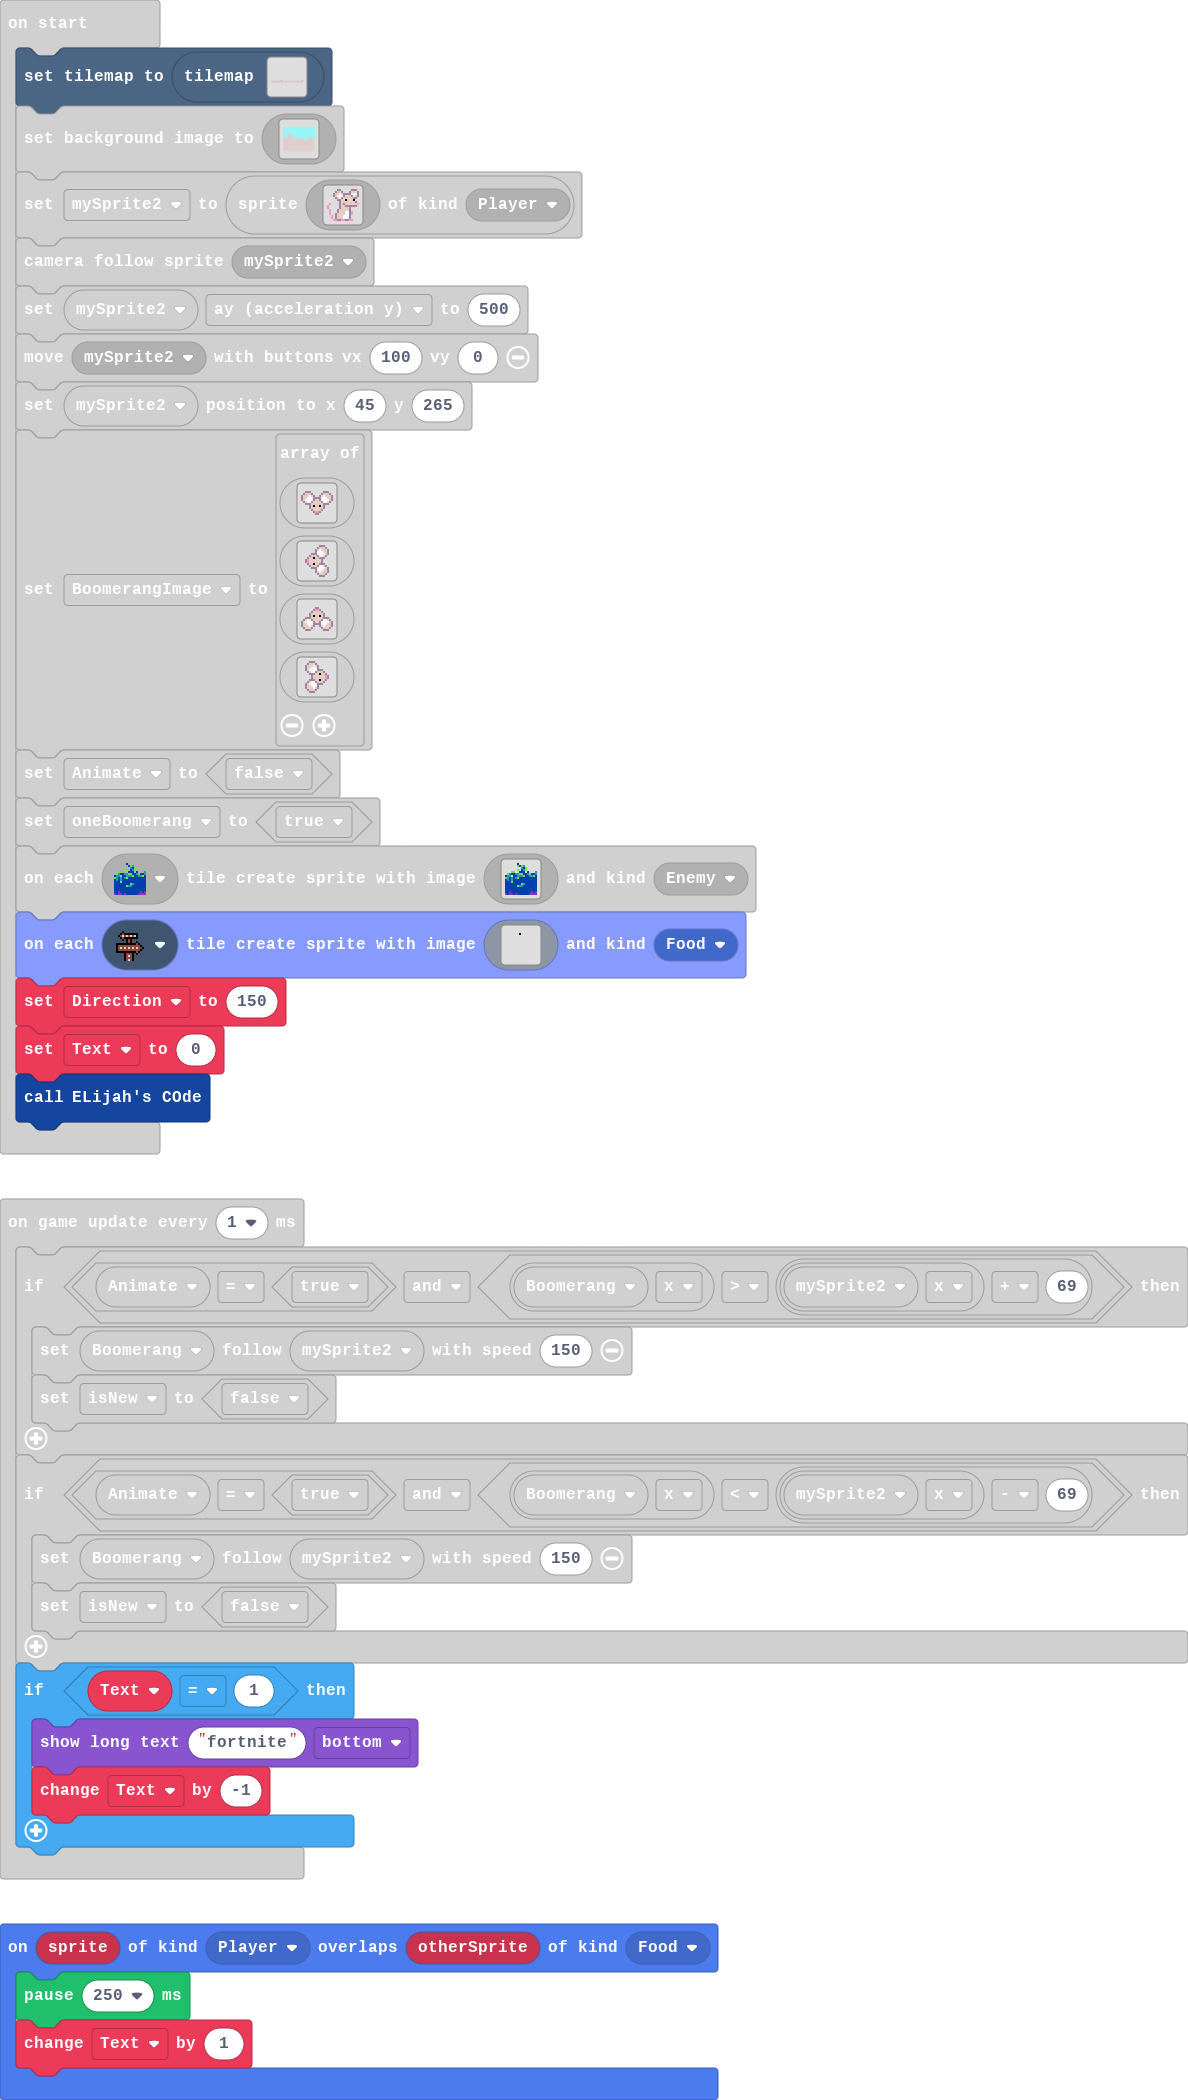 on start
set tilemap to tilemap
set background image to
set mySprite2 to sprite of kind Player
camera follow sprite mySprite2
set mySprite2 ay (acceleration y) to 500
move mySprite2 with buttons vx 100 vy 0
set mySprite2 position to x 45 y 265
array of
set BoomerangImage to
set Animate to false
set oneBoomerang to true
on each tile create sprite with image and kind Enemy
on each tile create sprite with image and kind Food
set Direction to 150
set Text to 0
call ELijah's COde
on game update every 1 ms
if Animate = true and Boomerang x > mySprite2 x + 69 then
set Boomerang follow mySprite2 with speed 150
set isNew to false
if Animate = true and Boomerang x < mySprite2 x - 69 then
set Boomerang follow mySprite2 with speed 150
set isNew to false
if Text = 1 then
show long text "fortnite" bottom
change Text by -1
on sprite of kind Player overlaps otherSprite of kind Food
pause 250 ms
change Text by 1